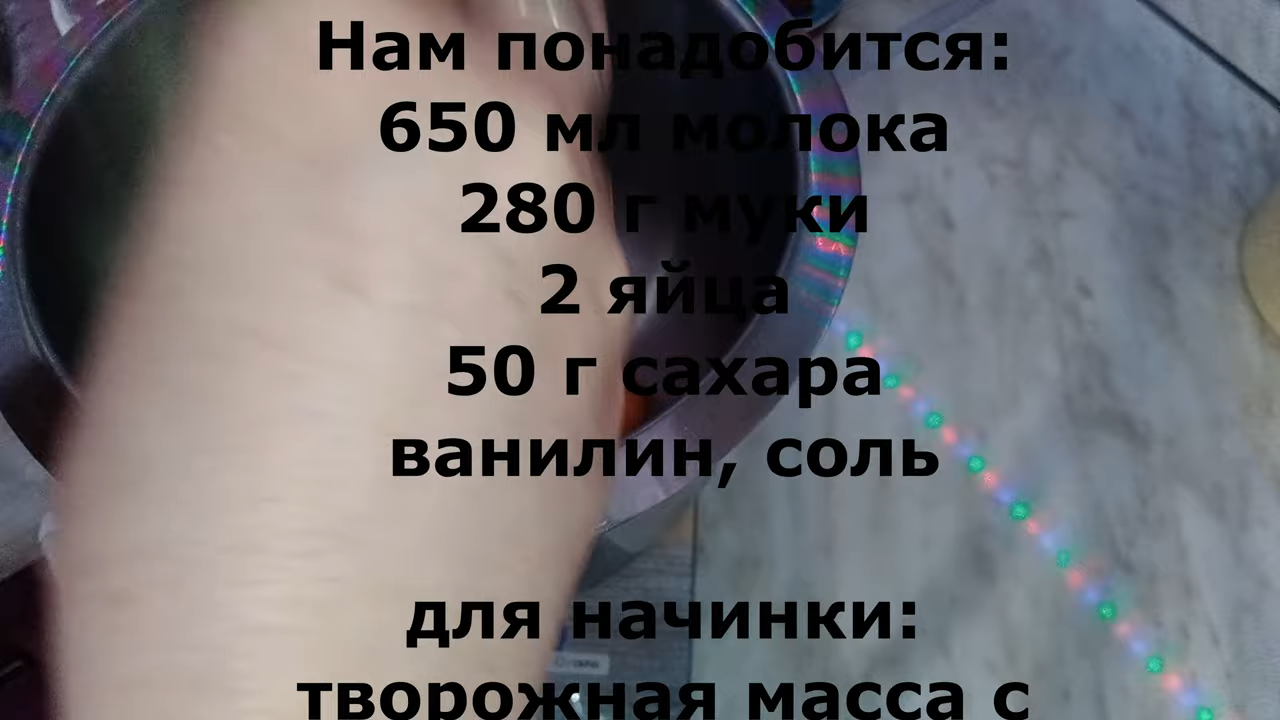 Нам понадобится:
650 мл молока
280 г муки
2 яйца
50 г сахара
ванилин, соль
для начинки:
творожная масса с